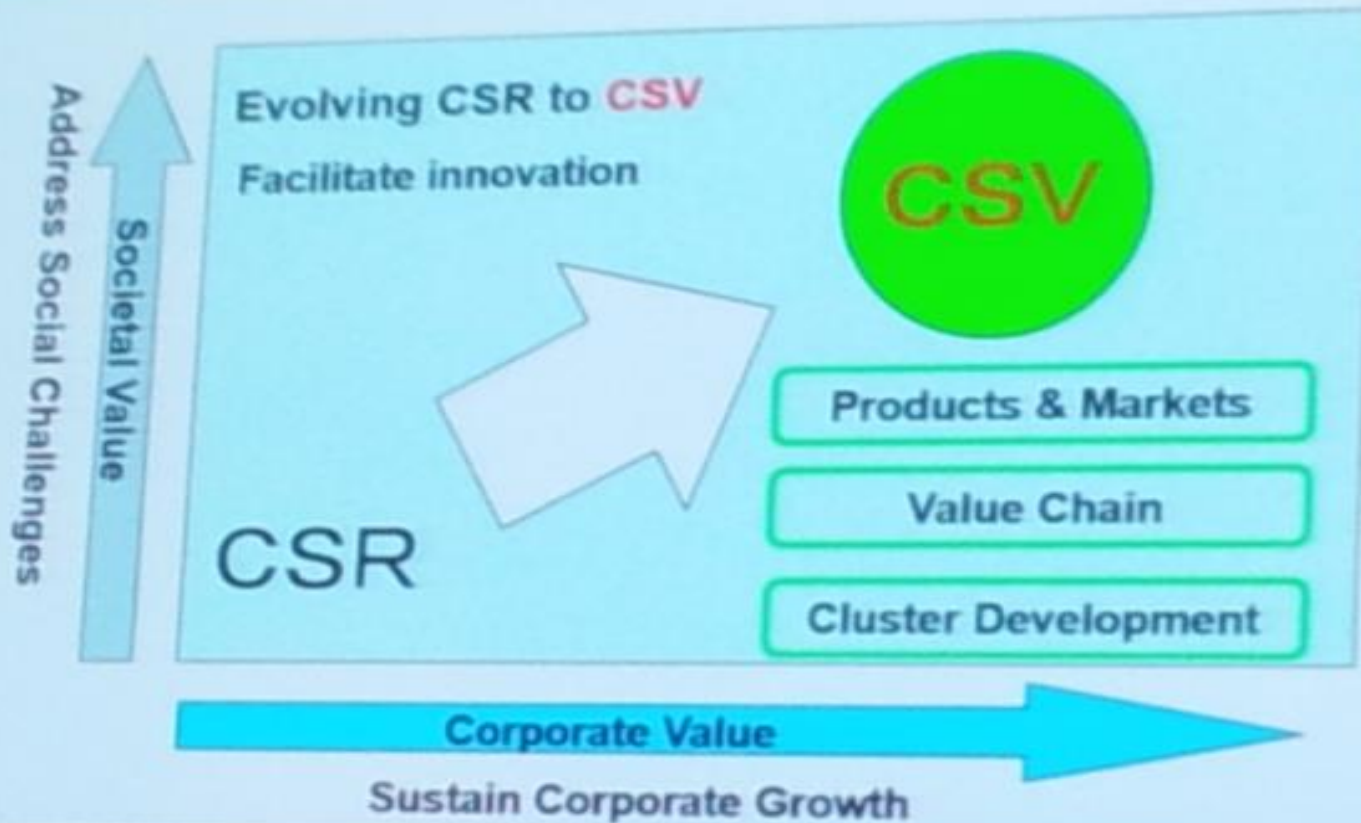 Evolving CSR to CSV
Facilitate innovation
CSV
Address Social Challenges
Societal Value
Products & Markets
Value Chain
CSR
Cluster Development
Corporate Value
Sustain Corporate Growth